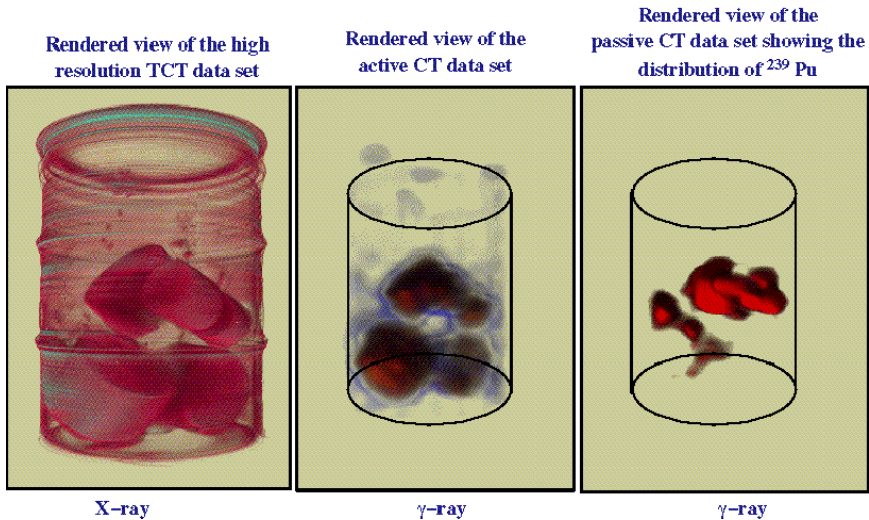 Rendered view of the high
resolution TCT data set
Rendered view of the
active CT data set
Rendered view of the
passive CT data set showing the
distribution of ²³⁹ Pu
X-ray
γ-ray
γ-ray